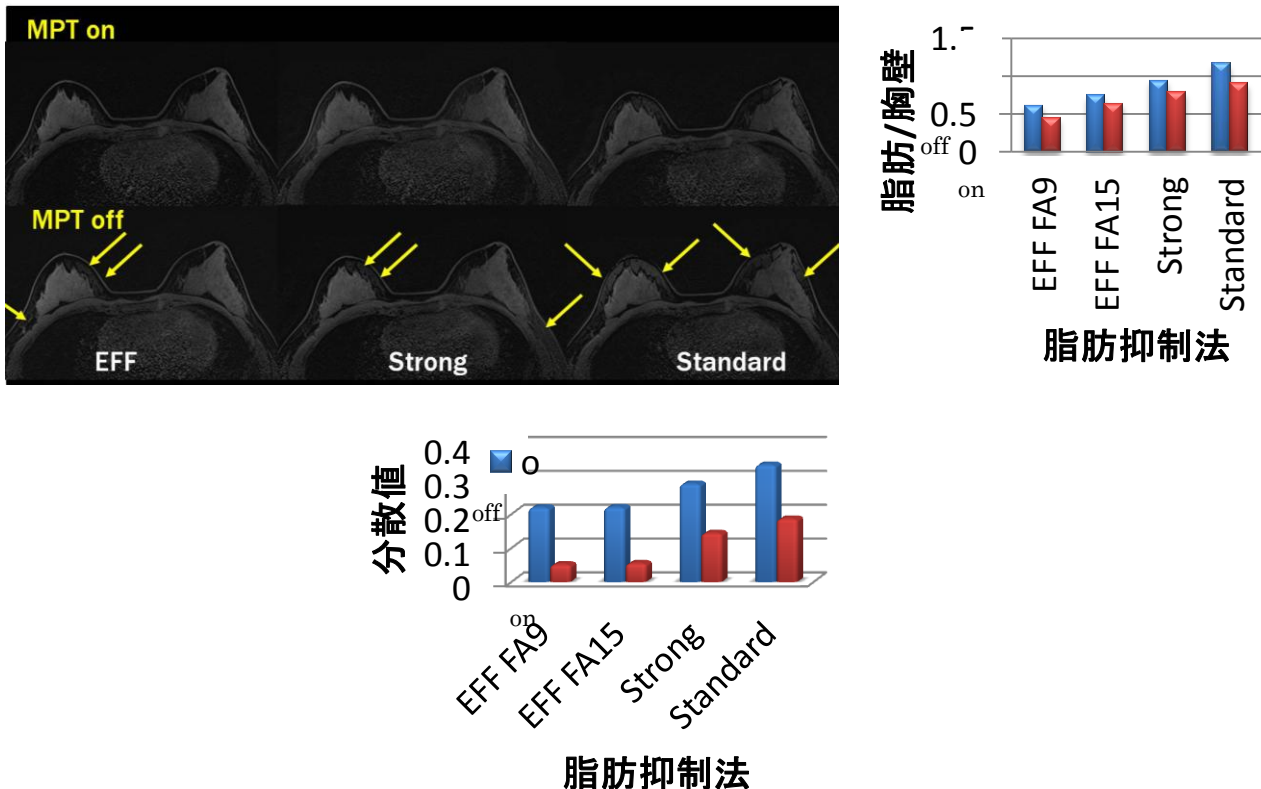 MPT on
MPT off
EFF
Strong
Standard
脂肪/胸壁
0.5
0
off
on
EFF FA9
EFF FA15
Strong
Standard
脂肪抑制法
分散値
0.4
0.3
0.2
0.1
0
o
off
on
EFF FA9
EFF FA15
Strong
Standard
脂肪抑制法